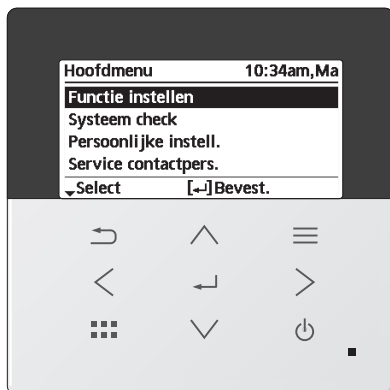 Hoofdmenu 10:34am,Ma
Functie instellen
Systeem check
Persoonlijke instell.
Service contactpers.
Select [↵]Bevest.